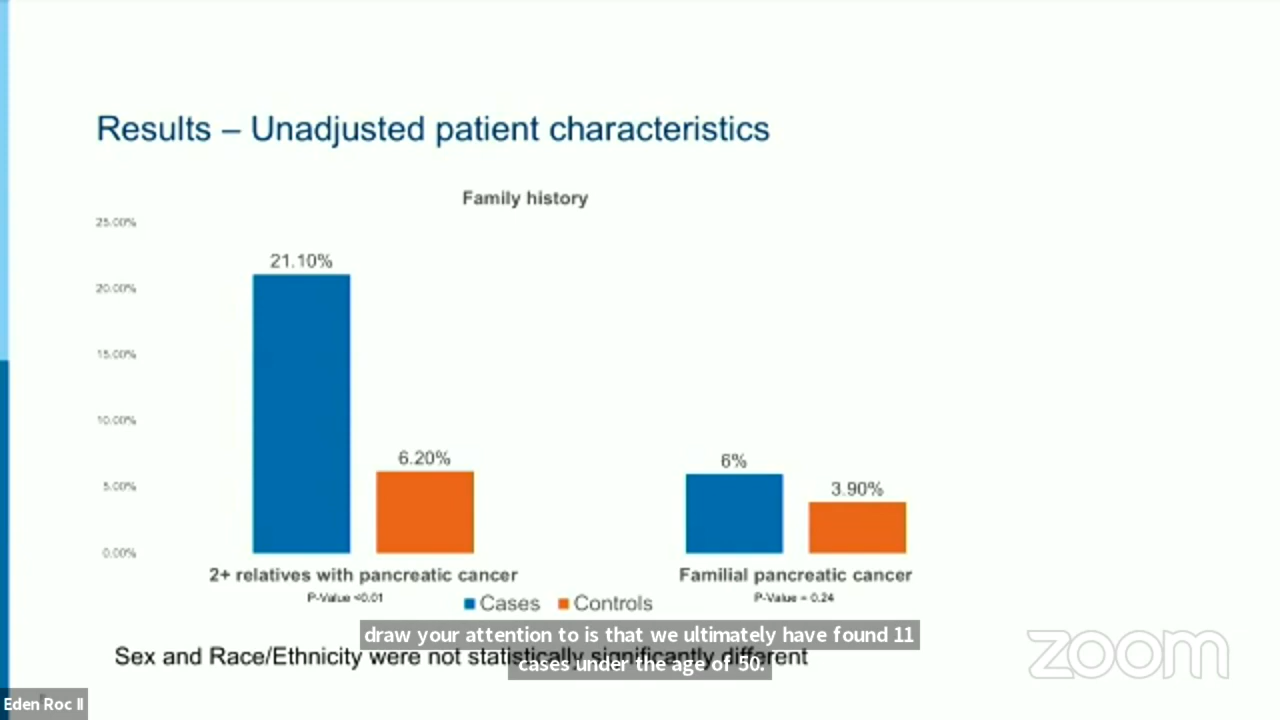 Results – Unadjusted patient characteristics
Family history
25.00%
20.00%
15.00%
10.00%
5.00%
0.00%
21.10%
6.20%
6%
3.90%
2+ relatives with pancreatic cancer
P-Value <0.01
Familial pancreatic cancer
P-Value = 0.24
Cases
Controls
draw your attention to is that we ultimately have found 11
cases under the age of 50.
Sex and Race/Ethnicity were not statistically significantly different
zoom
Eden Roc II